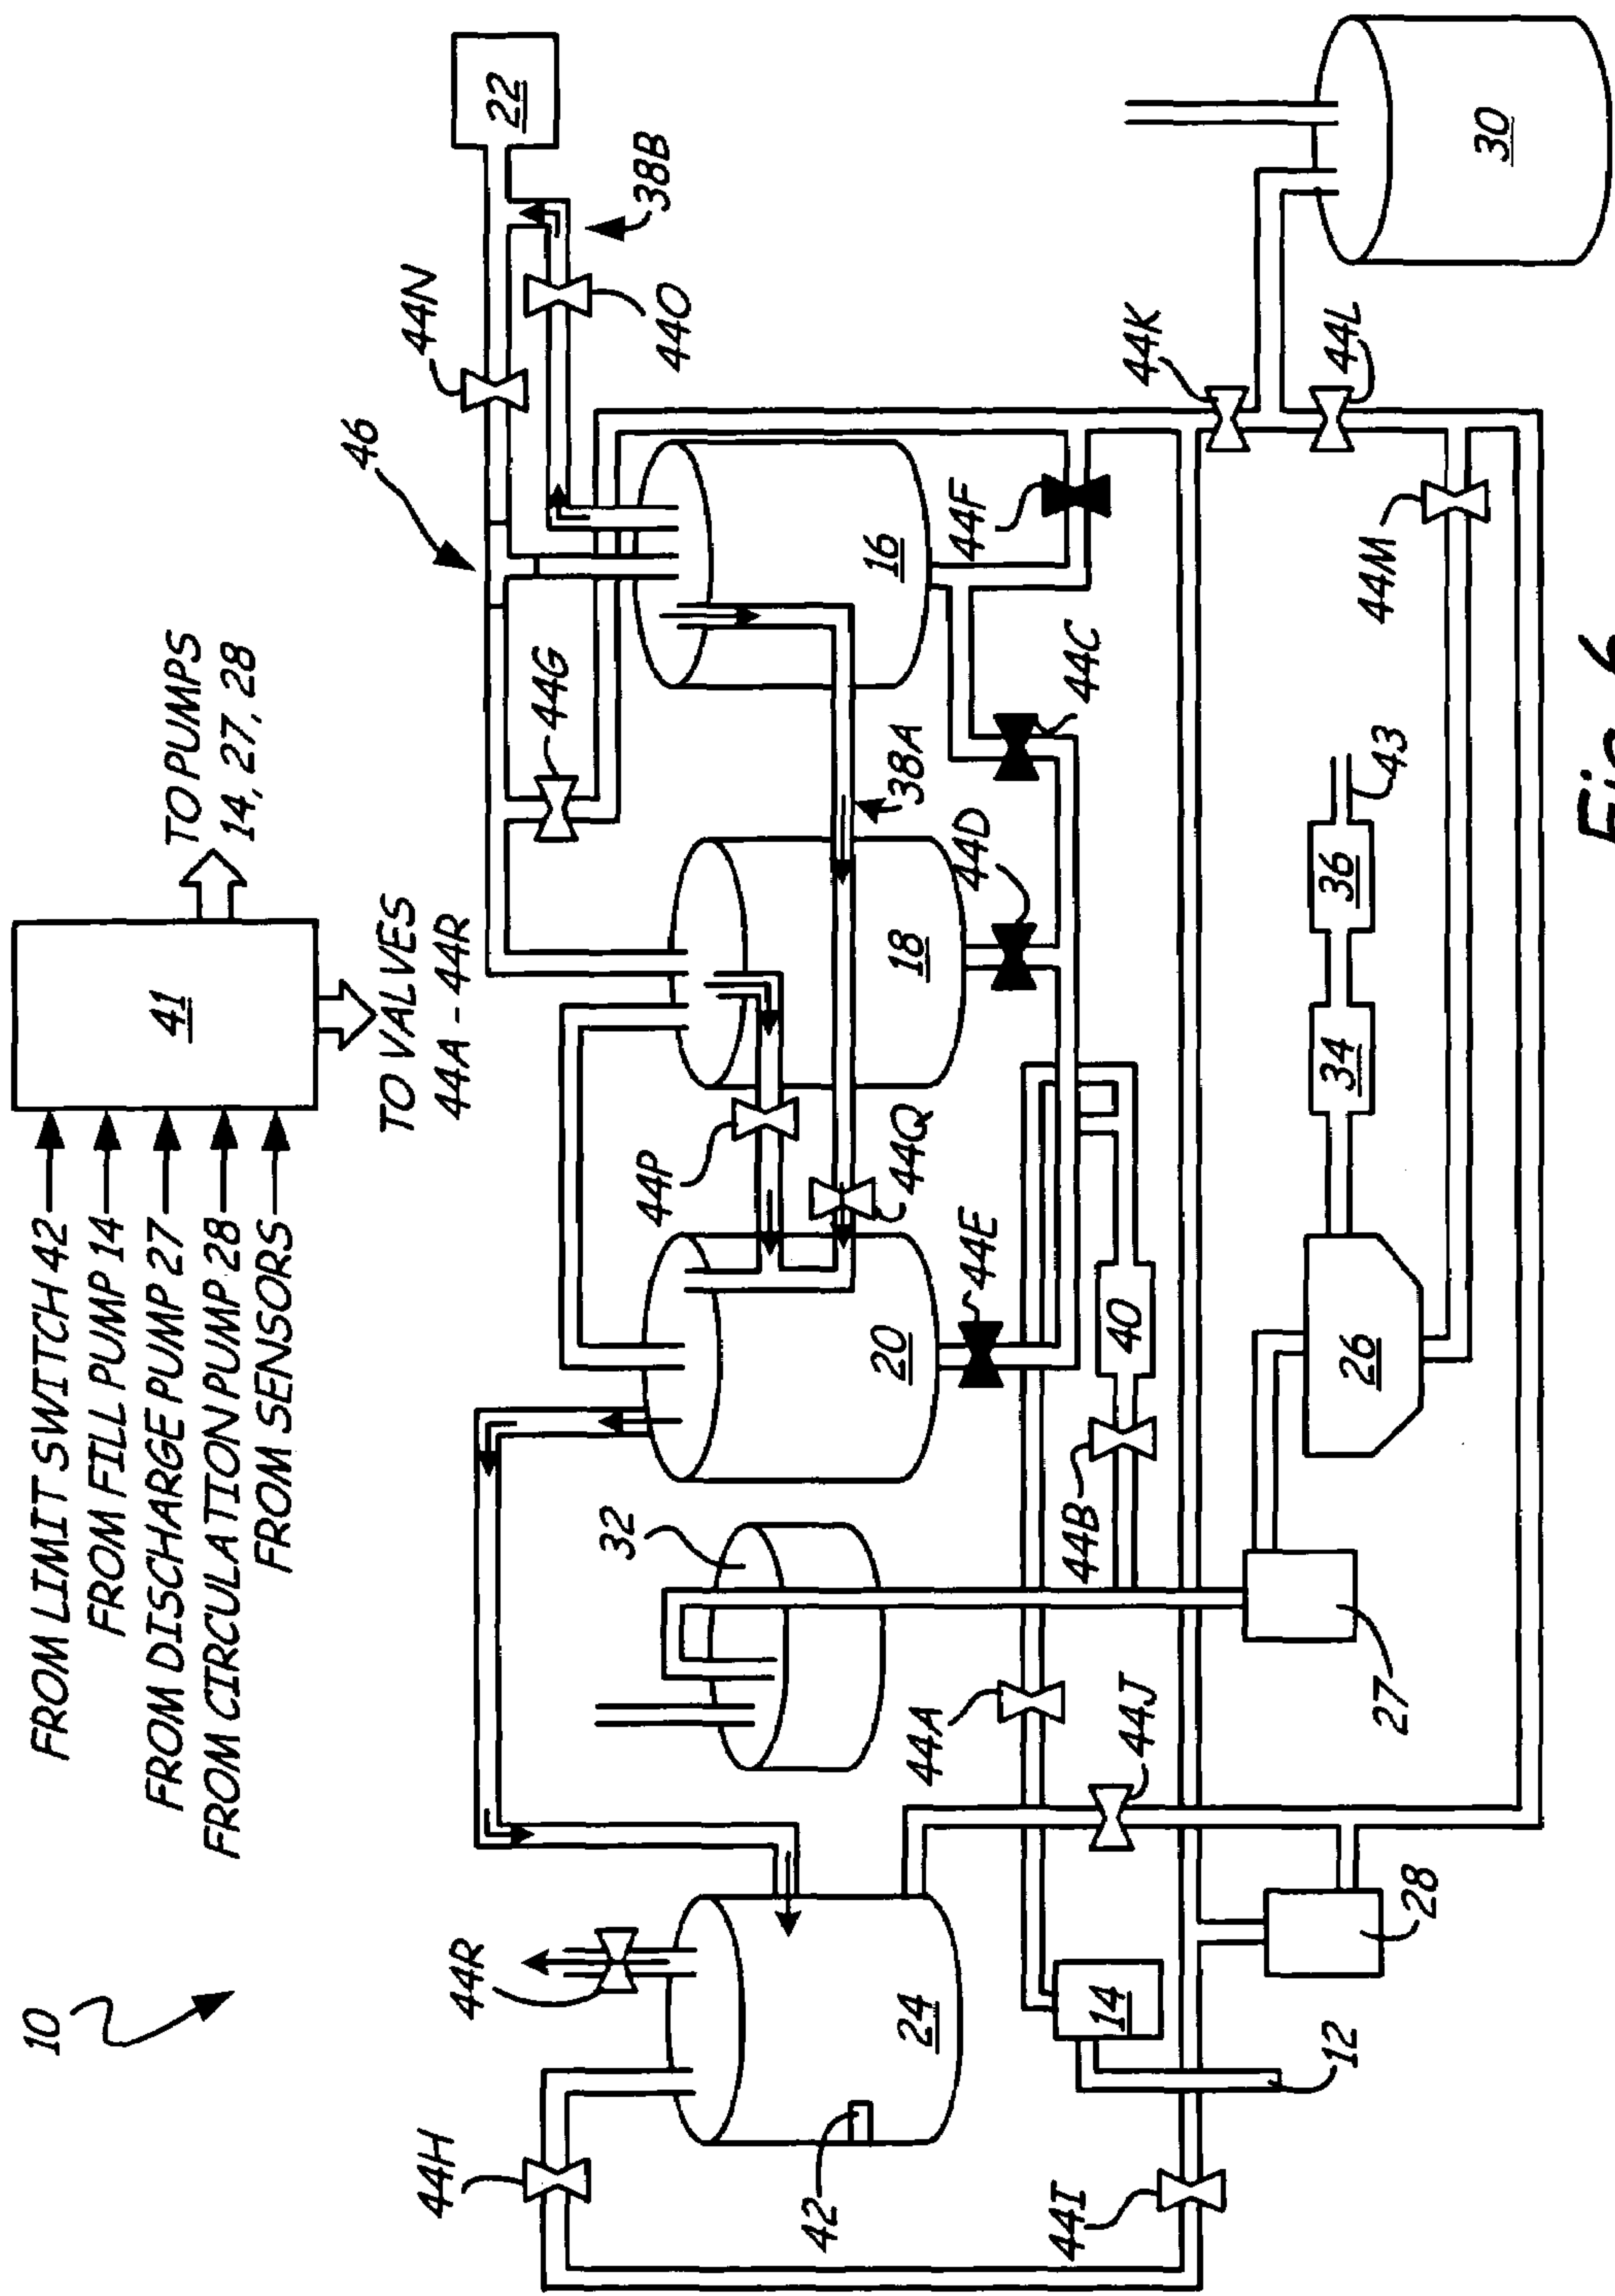 10
FROM LIMIT SWITCH 42
FROM FILL PUMP 14
FROM DISCHARGE PUMP 27
FROM CIRCULATION PUMP 28
FROM SENSORS
41
TO PUMPS
14, 27, 28
TO VALVES
44A - 44R
46
44N
22
38B
44O
44H
44R
32
44P
44G
42
24
20
18
16
44Q
38A
44D
44C
44F
44E
44K
44A
44B
40
44L
44J
14
12
44I
28
27
26
34
36
43
44M
30
Fig. 6